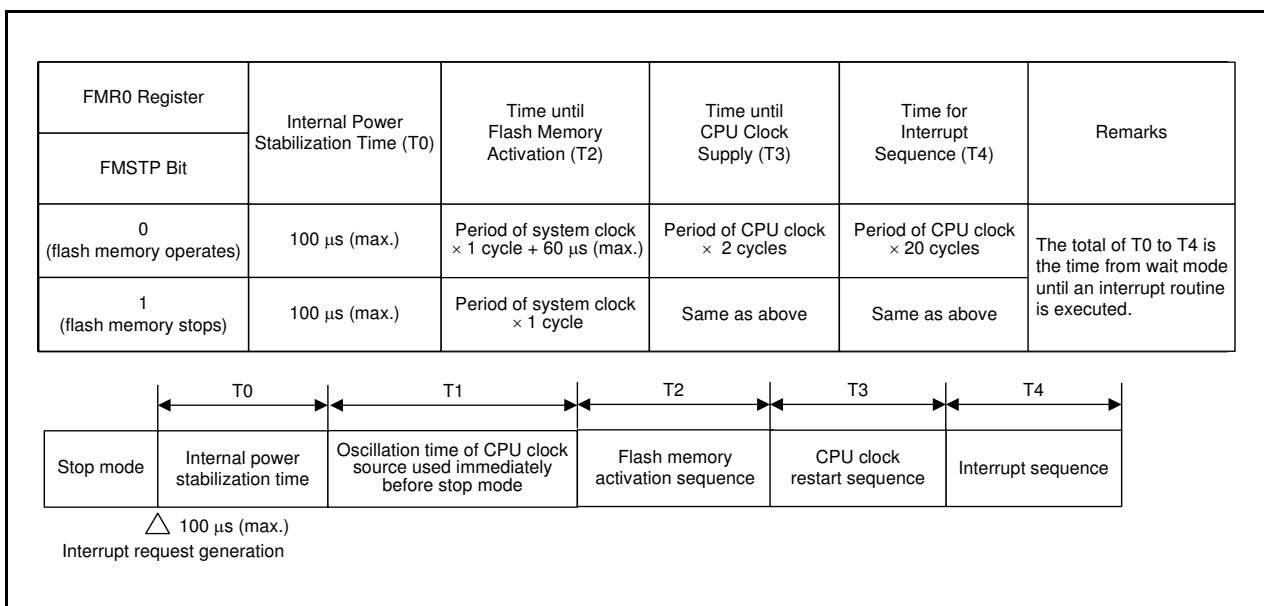 FMR0 Register
FMSTP Bit
Internal Power
Stabilization Time (T0)
Time until
Flash Memory
Activation (T2)
Time until
CPU Clock
Supply (T3)
Time for
Interrupt
Sequence (T4)
Remarks
0
(flash memory operates)
100 μs (max.)
Period of system clock
× 1 cycle + 60 μs (max.)
Period of CPU clock
× 2 cycles
Period of CPU clock
× 20 cycles
The total of T0 to T4 is
the time from wait mode
until an interrupt routine
is executed.
1
(flash memory stops)
100 μs (max.)
Period of system clock
× 1 cycle
Same as above
Same as above
T0
T1
T2
T3
T4
Stop mode
Internal power
stabilization time
Oscillation time of CPU clock
source used immediately
before stop mode
Flash memory
activation sequence
CPU clock
restart sequence
Interrupt sequence
100 μs (max.)
Interrupt request generation